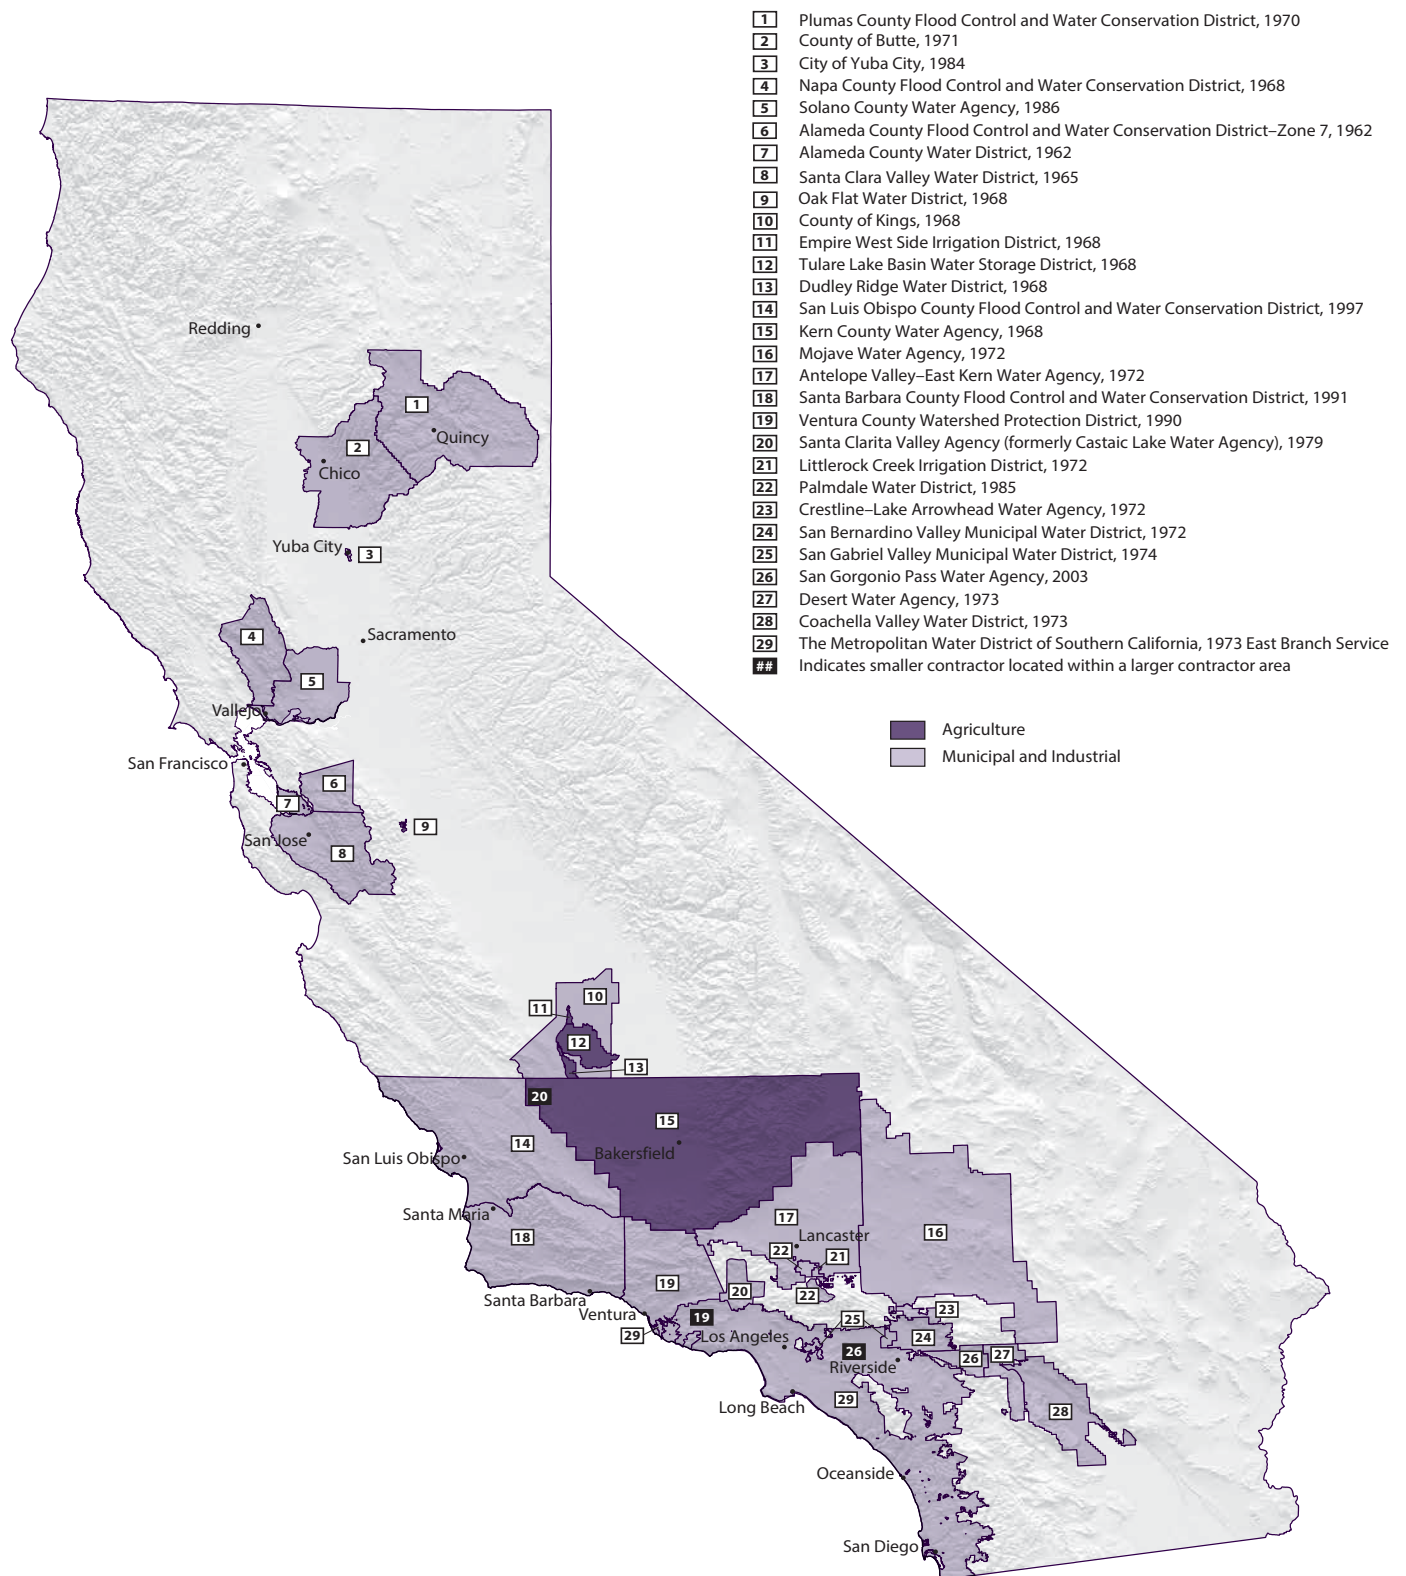 1 Plumas County Flood Control and Water Conservation District, 1970
2 County of Butte, 1971
3 City of Yuba City, 1984
4 Napa County Flood Control and Water Conservation District, 1968
5 Solano County Water Agency, 1986
6 Alameda County Flood Control and Water Conservation District–Zone 7, 1962
7 Alameda County Water District, 1962
8 Santa Clara Valley Water District, 1965
9 Oak Flat Water District, 1968
10 County of Kings, 1968
11 Empire West Side Irrigation District, 1968
12 Tulare Lake Basin Water Storage District, 1968
13 Dudley Ridge Water District, 1968
14 San Luis Obispo County Flood Control and Water Conservation District, 1997
15 Kern County Water Agency, 1968
16 Mojave Water Agency, 1972
17 Antelope Valley–East Kern Water Agency, 1972
18 Santa Barbara County Flood Control and Water Conservation District, 1991
19 Ventura County Watershed Protection District, 1990
20 Santa Clarita Valley Agency (formerly Castaic Lake Water Agency), 1979
21 Littlerock Creek Irrigation District, 1972
22 Palmdale Water District, 1985
23 Crestline–Lake Arrowhead Water Agency, 1972
24 San Bernardino Valley Municipal Water District, 1972
25 San Gabriel Valley Municipal Water District, 1974
26 San Gorgonio Pass Water Agency, 2003
27 Desert Water Agency, 1973
28 Coachella Valley Water District, 1973
29 The Metropolitan Water District of Southern California, 1973 East Branch Service
## Indicates smaller contractor located within a larger contractor area
Agriculture
Municipal and Industrial
Redding
1
Quincy
2
Chico
Yuba City
3
4
Sacramento
5
Vallejo
San Francisco
6
7
9
San Jose
8
10
11
12
13
20
15
14
Bakersfield
San Luis Obispo
Santa Maria
17
16
18
Lancaster
22
21
19
20
22
Santa Barbara
23
Ventura
19
25
29
Los Angeles
24
26
26
27
Riverside
29
Long Beach
28
Oceanside
San Diego